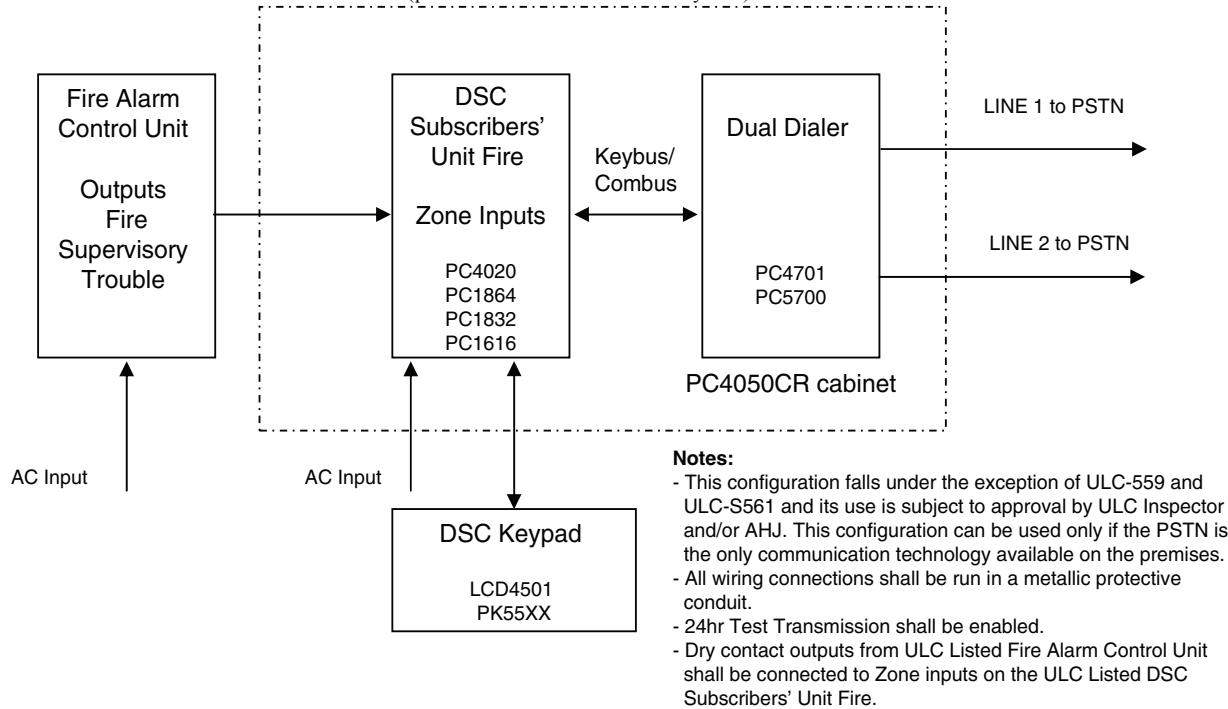 Fire Alarm
Control Unit
Outputs
Fire
Supervisory
Trouble
DSC
Subscribers'
Unit Fire
Zone Inputs
PC4020
PC1864
PC1832
PC1616
Keybus/
Combus
Dual Dialer
PC4701
PC5700
LINE 1 to PSTN
LINE 2 to PSTN
PC4050CR cabinet
AC Input
AC Input
DSC Keypad
LCD4501
PK55XX
Notes:
- This configuration falls under the exception of ULC-559 and
ULC-S561 and its use is subject to approval by ULC Inspector
and/or AHJ. This configuration can be used only if the PSTN is
the only communication technology available on the premises.
- All wiring connections shall be run in a metallic protective
conduit.
- 24hr Test Transmission shall be enabled.
- Dry contact outputs from ULC Listed Fire Alarm Control Unit
shall be connected to Zone inputs on the ULC Listed DSC
Subscribers' Unit Fire.